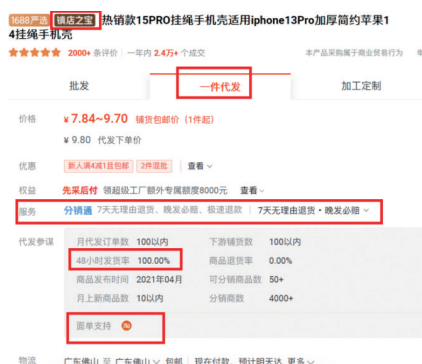 1688严选 镇店之宝 热销款15PRO挂绳手机壳适用iphone13Pro加厚简约苹果1
4挂绳手机壳
2000+ 条评价 一年内 2.4万+ 个成交 本产品采购属于商业贸易行为
批发 一件代发 加工定制
价格 ¥ 7.84~9.70 铺货包邮价（1件起）
¥ 9.80 代发下单价
优惠 新人满4减1且包邮 2件混批 查看
权益 先采后付 领超级工厂额外专属额度8000元 查看
服务 分销通 7天无理由退货、晚发必赔、极速退款 7天无理由退货·晚发必赔
代发参谋 月代发订单数 100以内 下游铺货数 100以内
48小时发货率 100.00% 商品退货率 0.00%
商品发布时间 2021年04月 可分销商品数 50+
月上新商品数 10以内 分销商数 4000+
面单支持 淘
物流 广东佛山 至 广东佛山 包邮 现在付款，预计明天达 更多